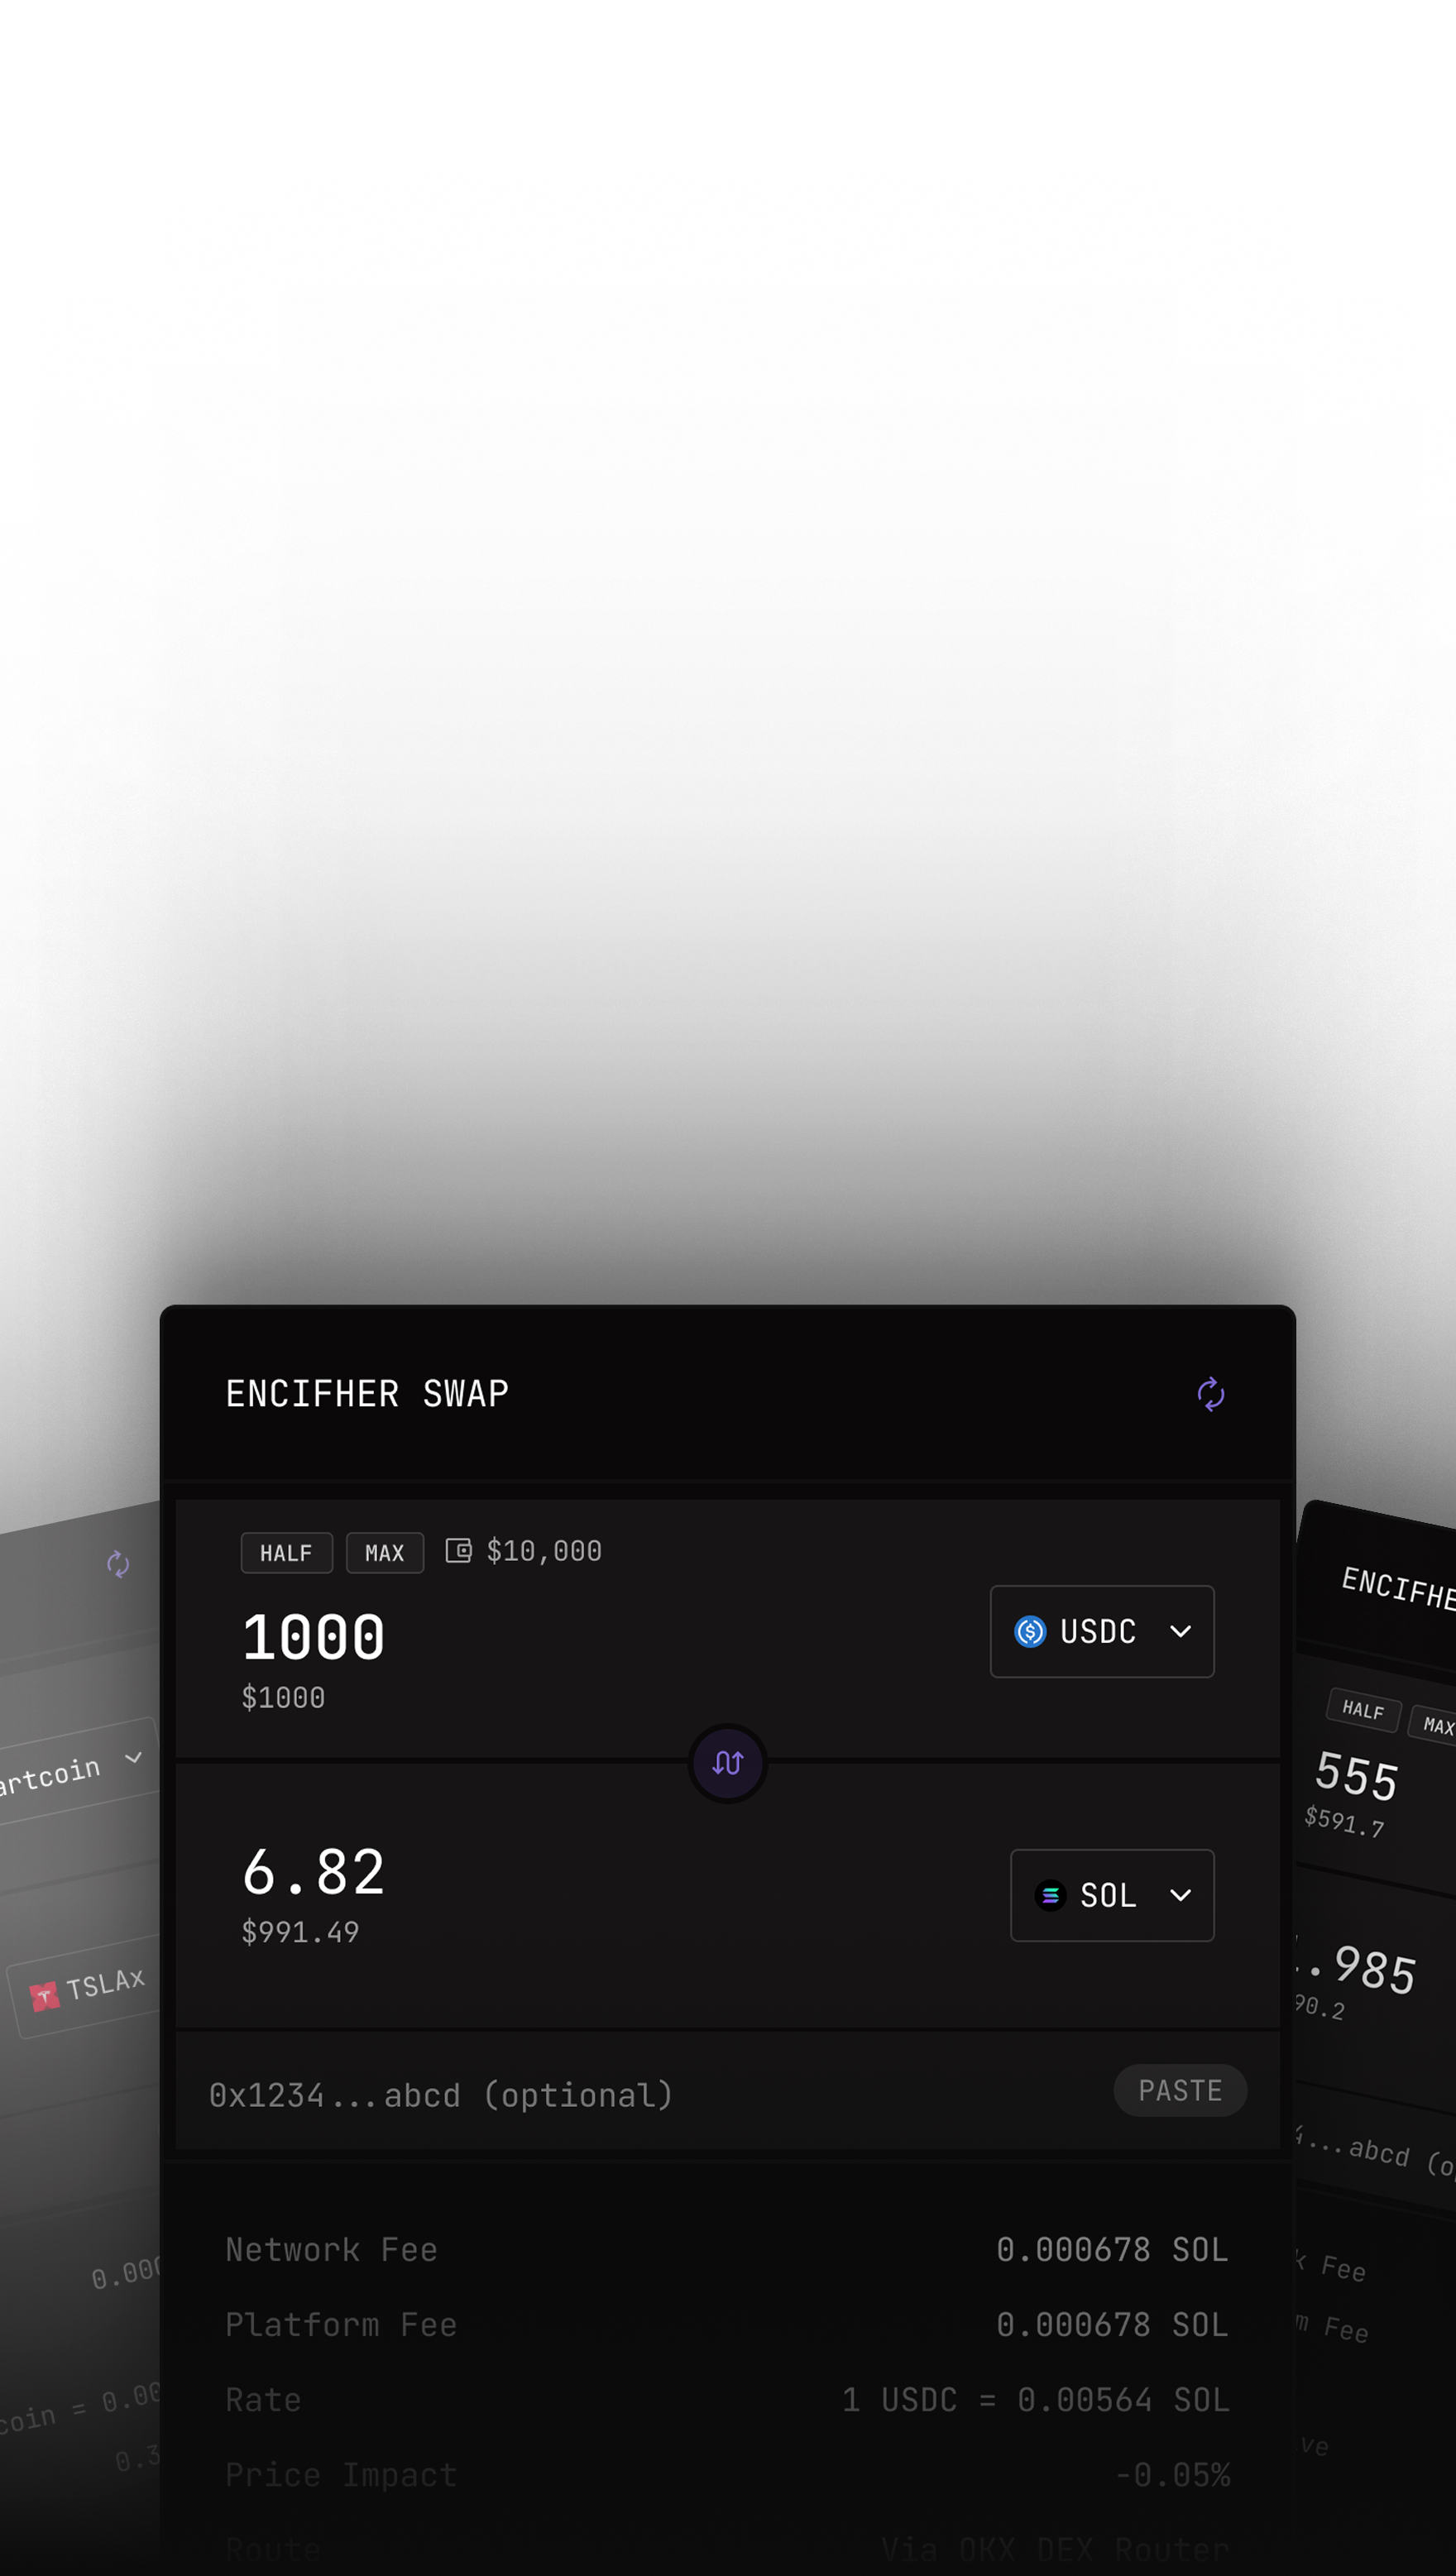 ENCIFHER SWAP
HALF MAX $10,000
1000
$1000
USDC
6.82
$991.49
SOL
0x1234...abcd (optional)
PASTE
Network Fee 0.000678 SOL
Platform Fee 0.000678 SOL
Rate 1 USDC = 0.00564 SOL
Price Impact -0.05%
Route Via OKX DEX Router
artcoin
TSLAx
0.000
coin = 0.00
0.3
ENCIFHE
HALF MAX
555
$591.7
.985
90.2
4...abcd (o
k Fee
m Fee
ve